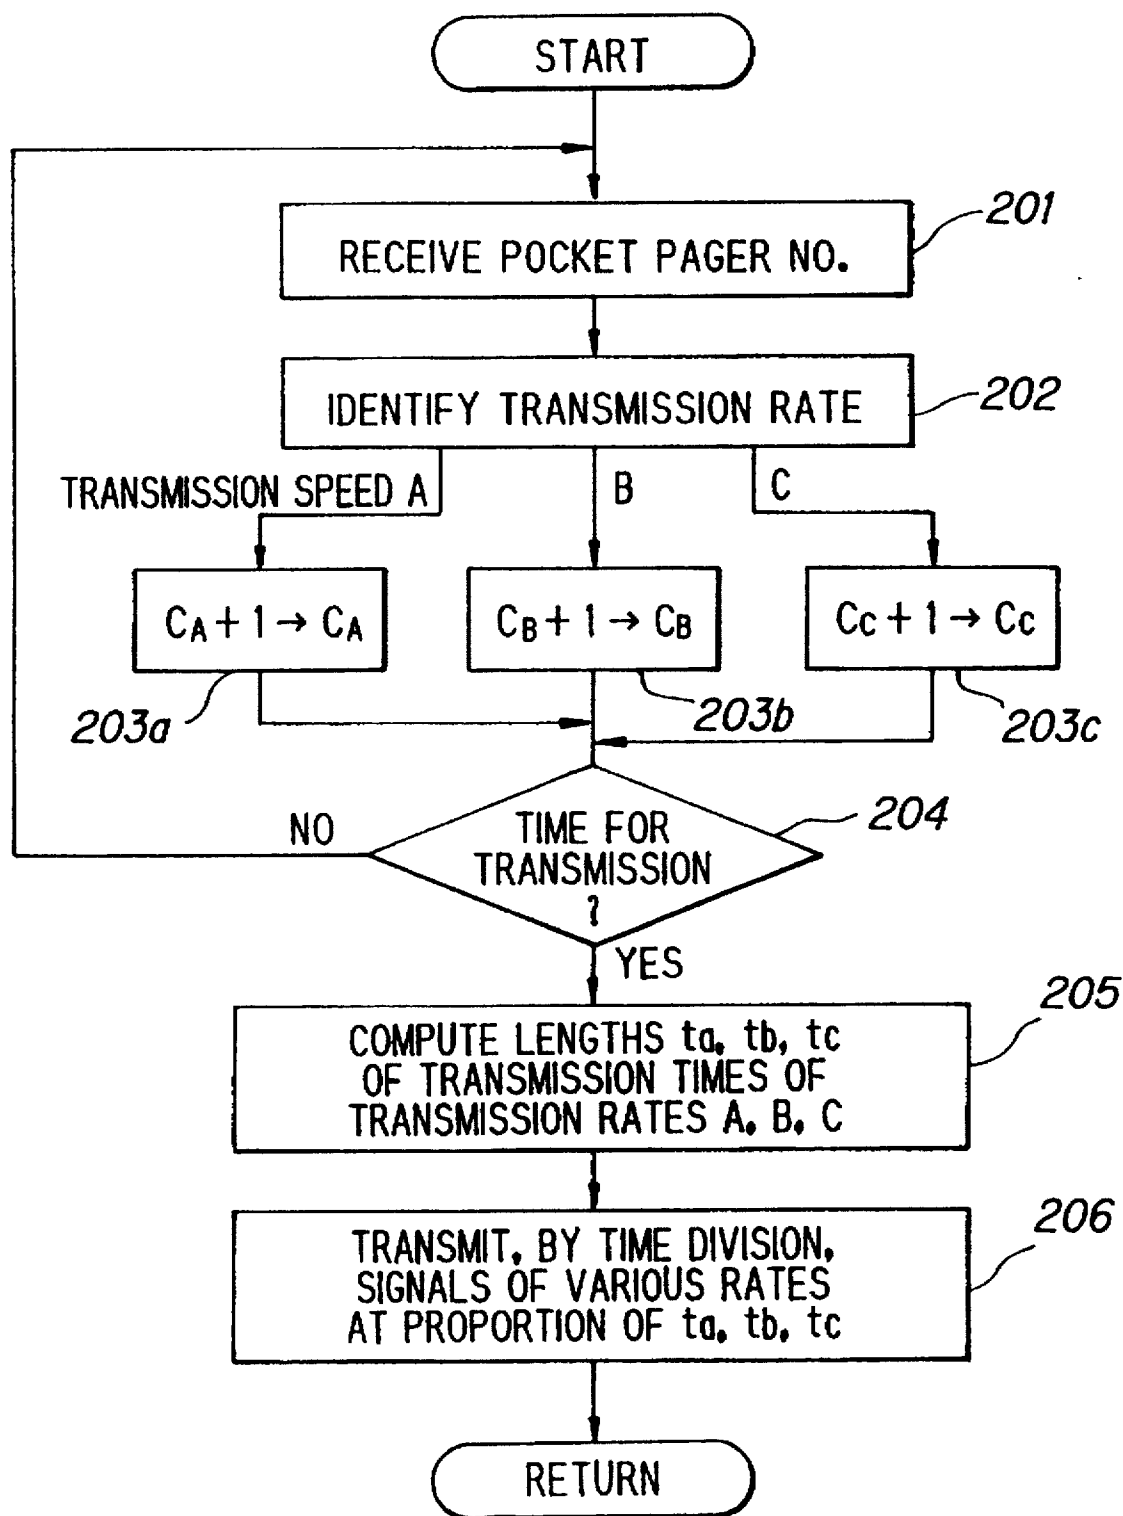 START
RECEIVE POCKET PAGER NO.
201
IDENTIFY TRANSMISSION RATE
202
TRANSMISSION SPEED A
B
C
CA + 1 → CA
CB + 1 → CB
CC + 1 → CC
203a
203b
203c
TIME FOR
TRANSMISSION
?
204
NO
YES
COMPUTE LENGTHS ta, tb, tc
OF TRANSMISSION TIMES OF
TRANSMISSION RATES A, B, C
205
TRANSMIT, BY TIME DIVISION,
SIGNALS OF VARIOUS RATES
AT PROPORTION OF ta, tb, tc
206
RETURN